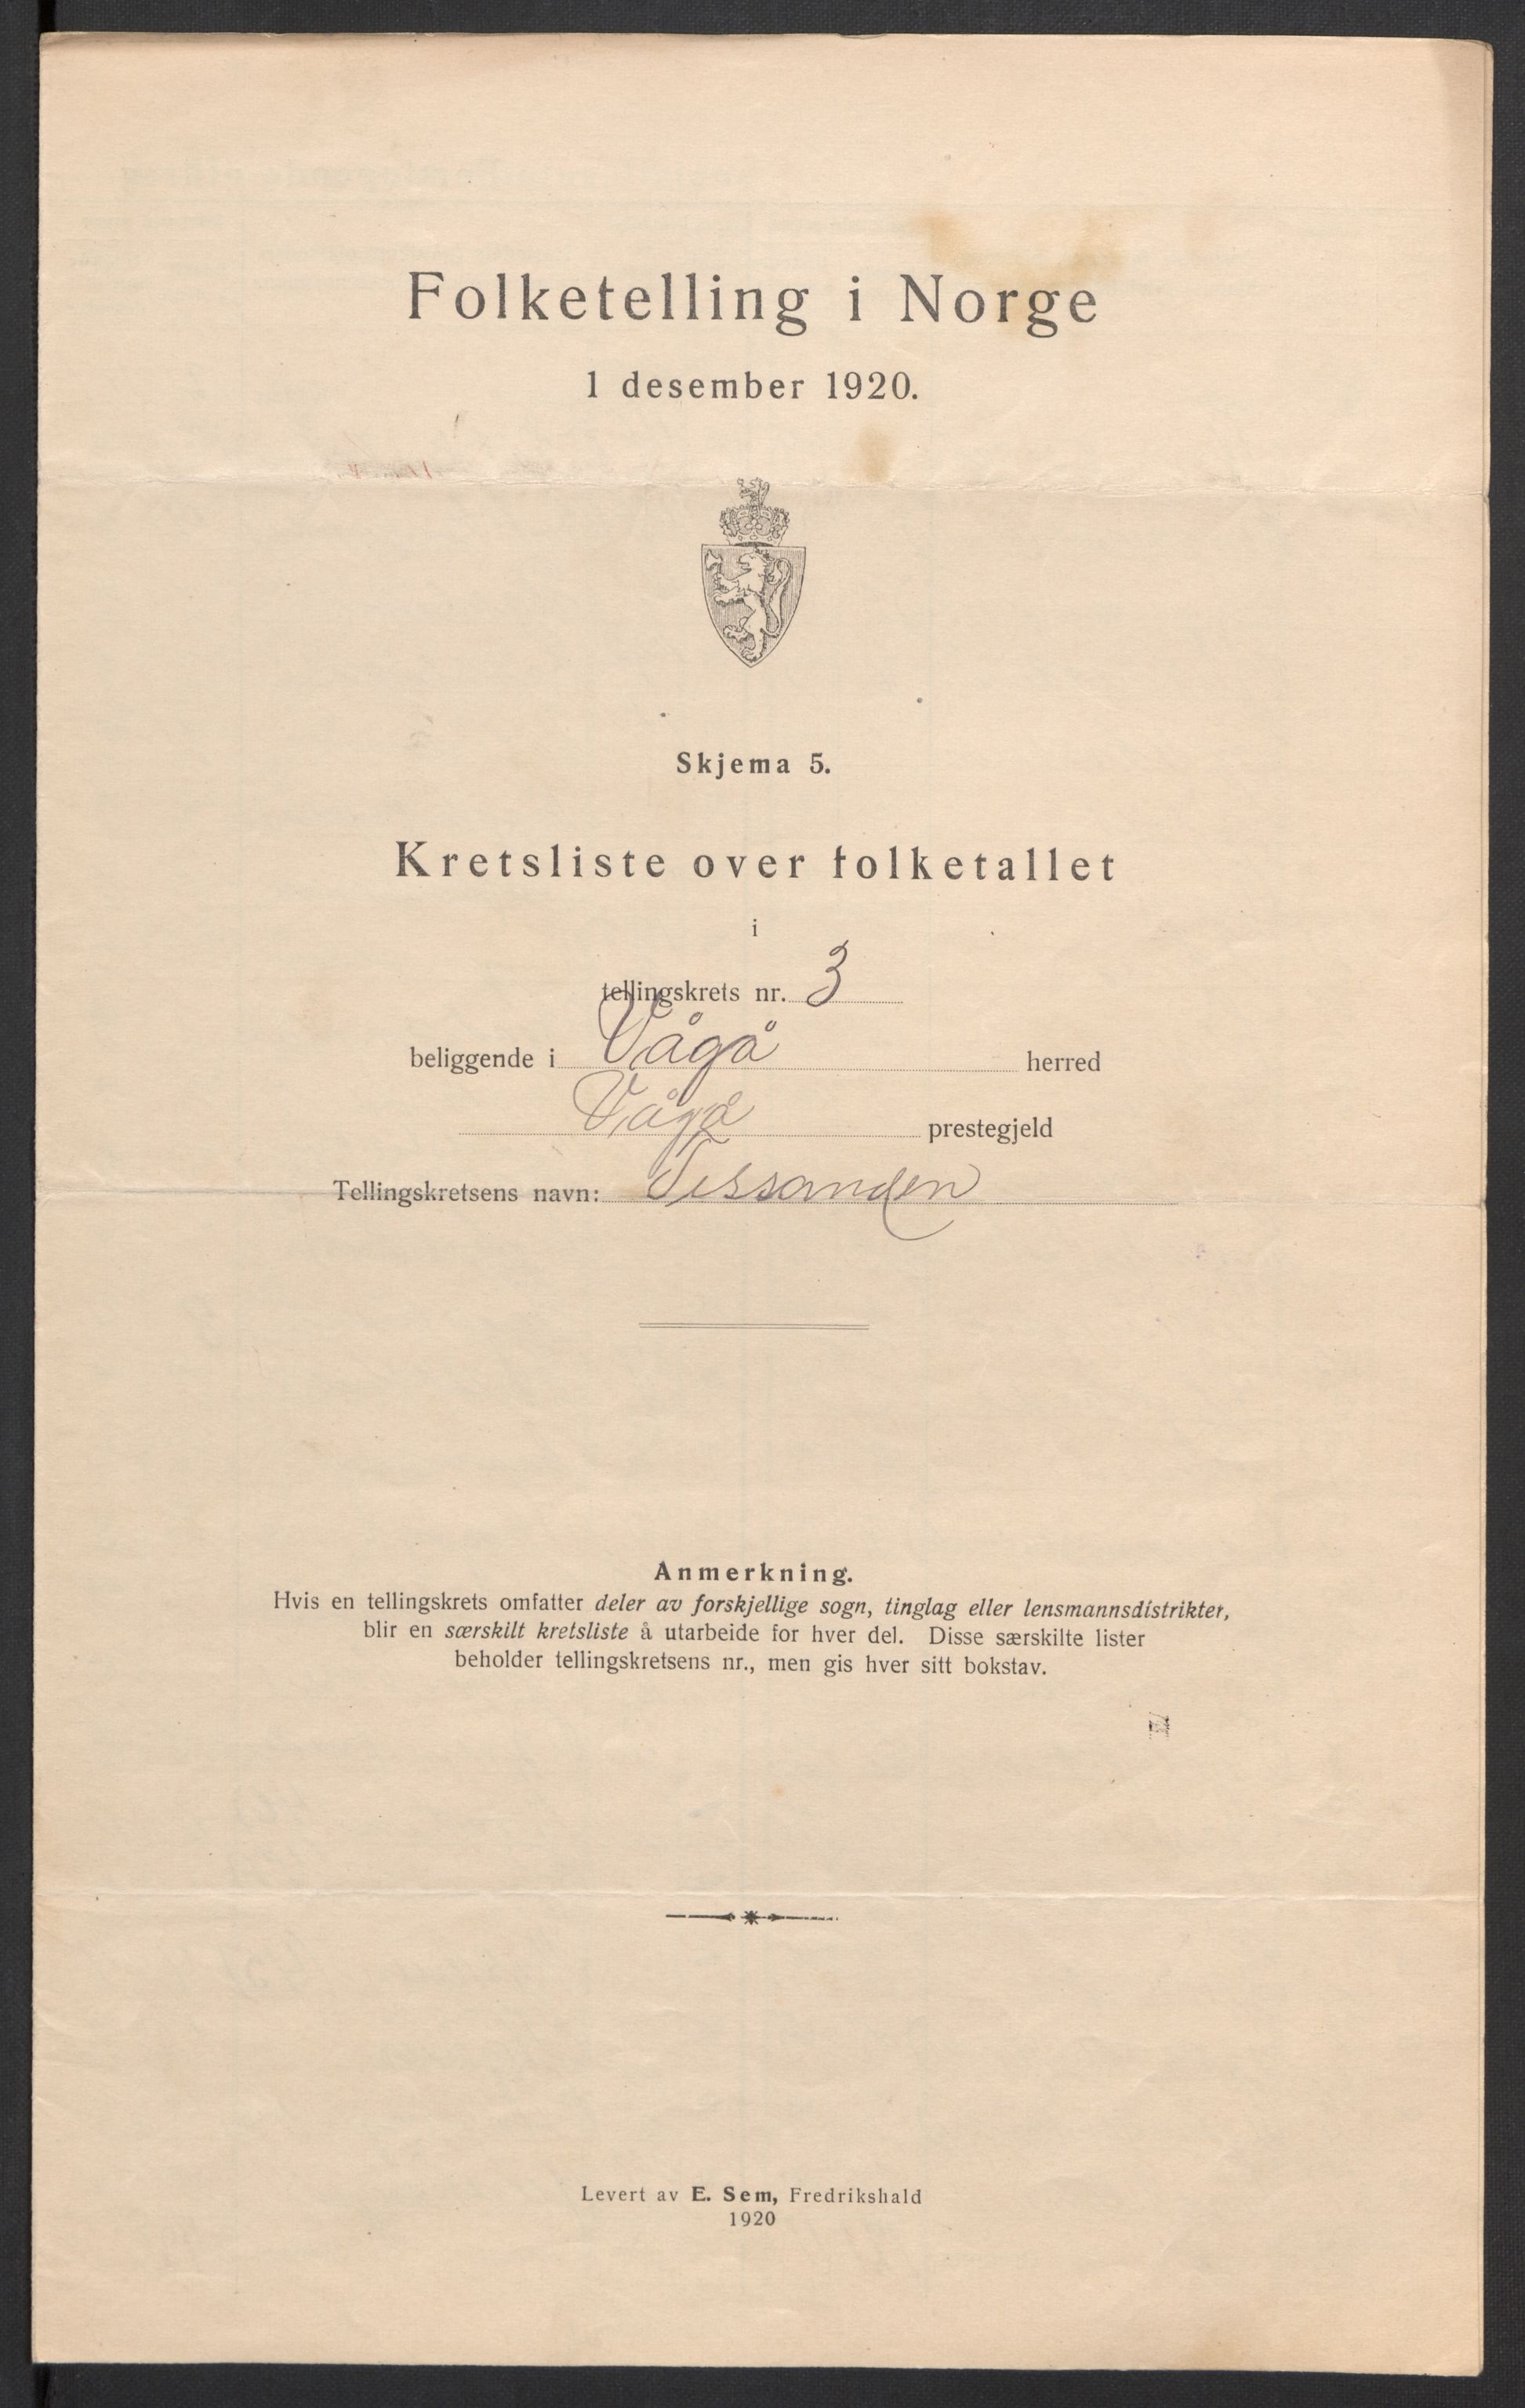 Folketelling i Norge
1 desember 1920.
Skjema 5.
Kretsliste over folketallet
i
tellingskrets nr. 3
beliggende i Vågå herred
Vågå prestegjeld
Tellingskretsens navn: Tessanden
Anmerkning.
Hvis en tellingskrets omfatter deler av forskjellige sogn, tinglag eller lensmannsdistrikter,
blir en særskilt kretsliste å utarbeide for hver del. Disse særskilte lister
beholder tellingskretsens nr., men gis hver sitt bokstav.
Levert av E. Sem, Fredrikshald
1920